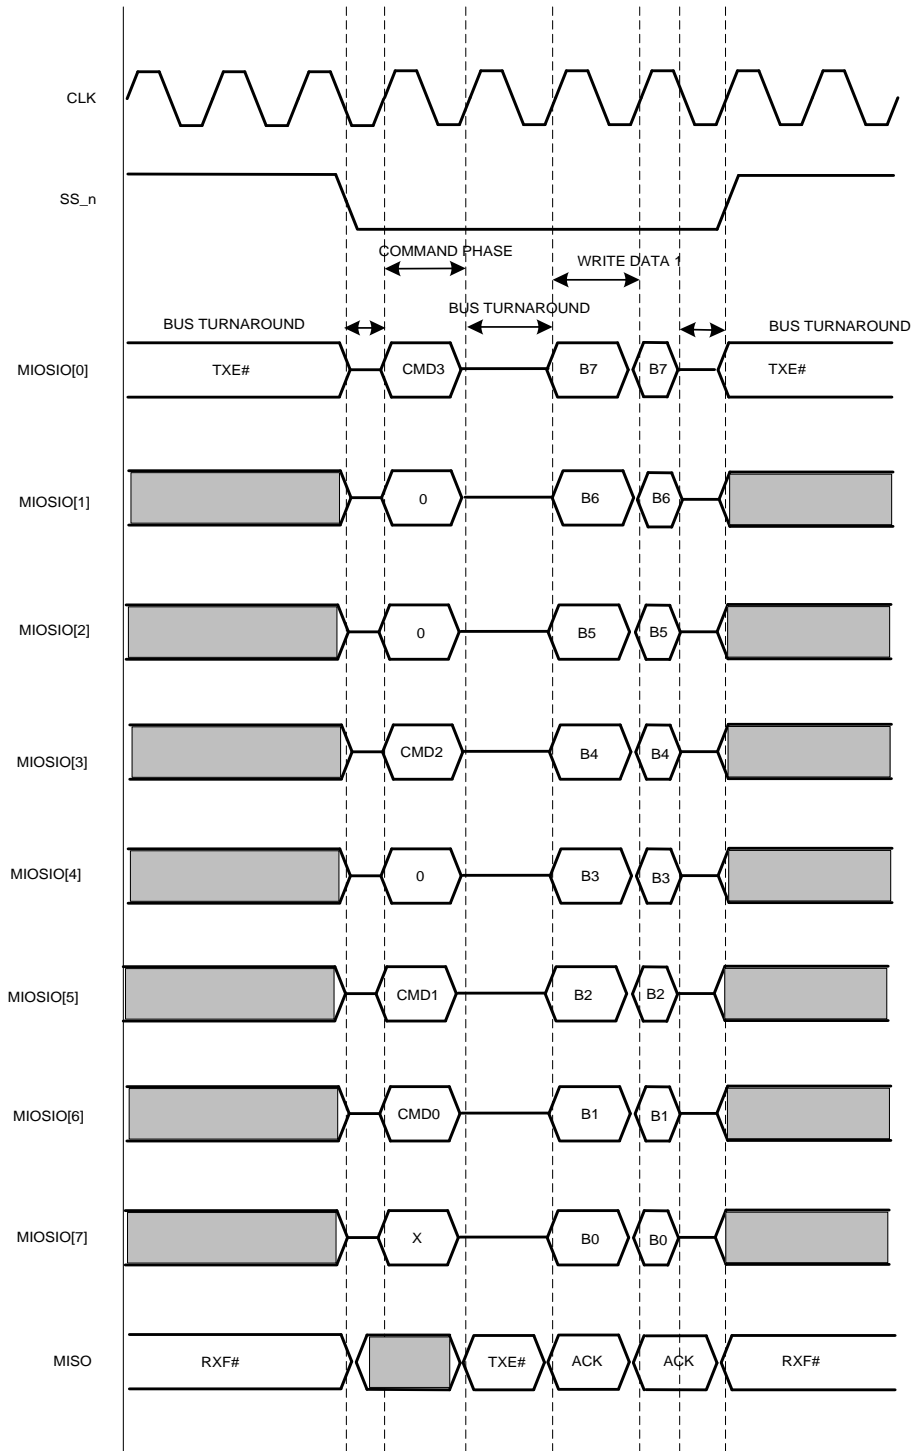 CLK
SS_n
COMMAND PHASE
WRITE DATA 1
BUS TURNAROUND
BUS TURNAROUND
BUS TURNAROUND
MIOSIO[0] TXE# CMD3 B7 B7 TXE#
MIOSIO[1] 0 B6 B6
MIOSIO[2] 0 B5 B5
MIOSIO[3] CMD2 B4 B4
MIOSIO[4] 0 B3 B3
MIOSIO[5] CMD1 B2 B2
MIOSIO[6] CMD0 B1 B1
MIOSIO[7] X B0 B0
MISO RXF# TXE# ACK ACK RXF#